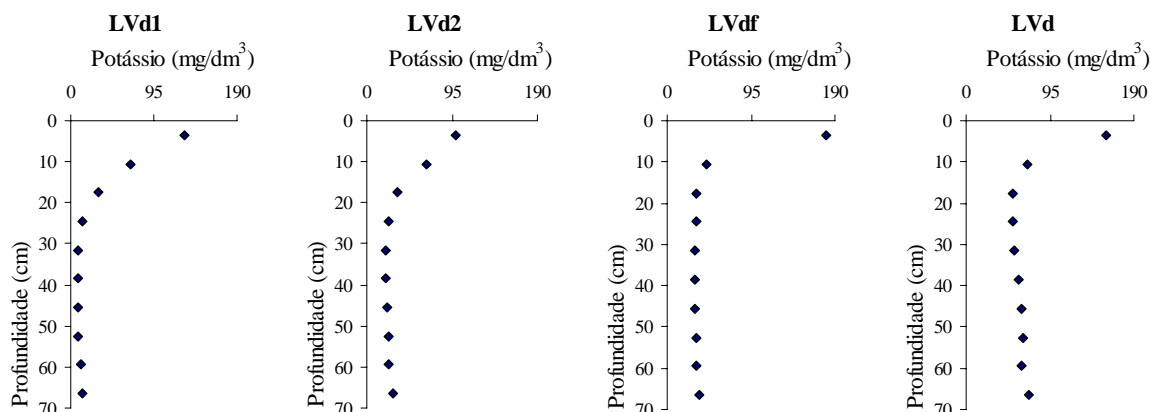 LVd1 LVd2 LVdf LVd
Potássio (mg/dm³) Potássio (mg/dm³) Potássio (mg/dm³) Potássio (mg/dm³)
0 95 190 0 95 190 0 95 190 0 95 190
0 0 0 0
10 10 10 10
20 20 20 20
30 30 30 30
40 40 40 40
50 50 50 50
60 60 60 60
70 70 70 70
Profundidade (cm) Profundidade (cm) Profundidade (cm) Profundidade (cm)